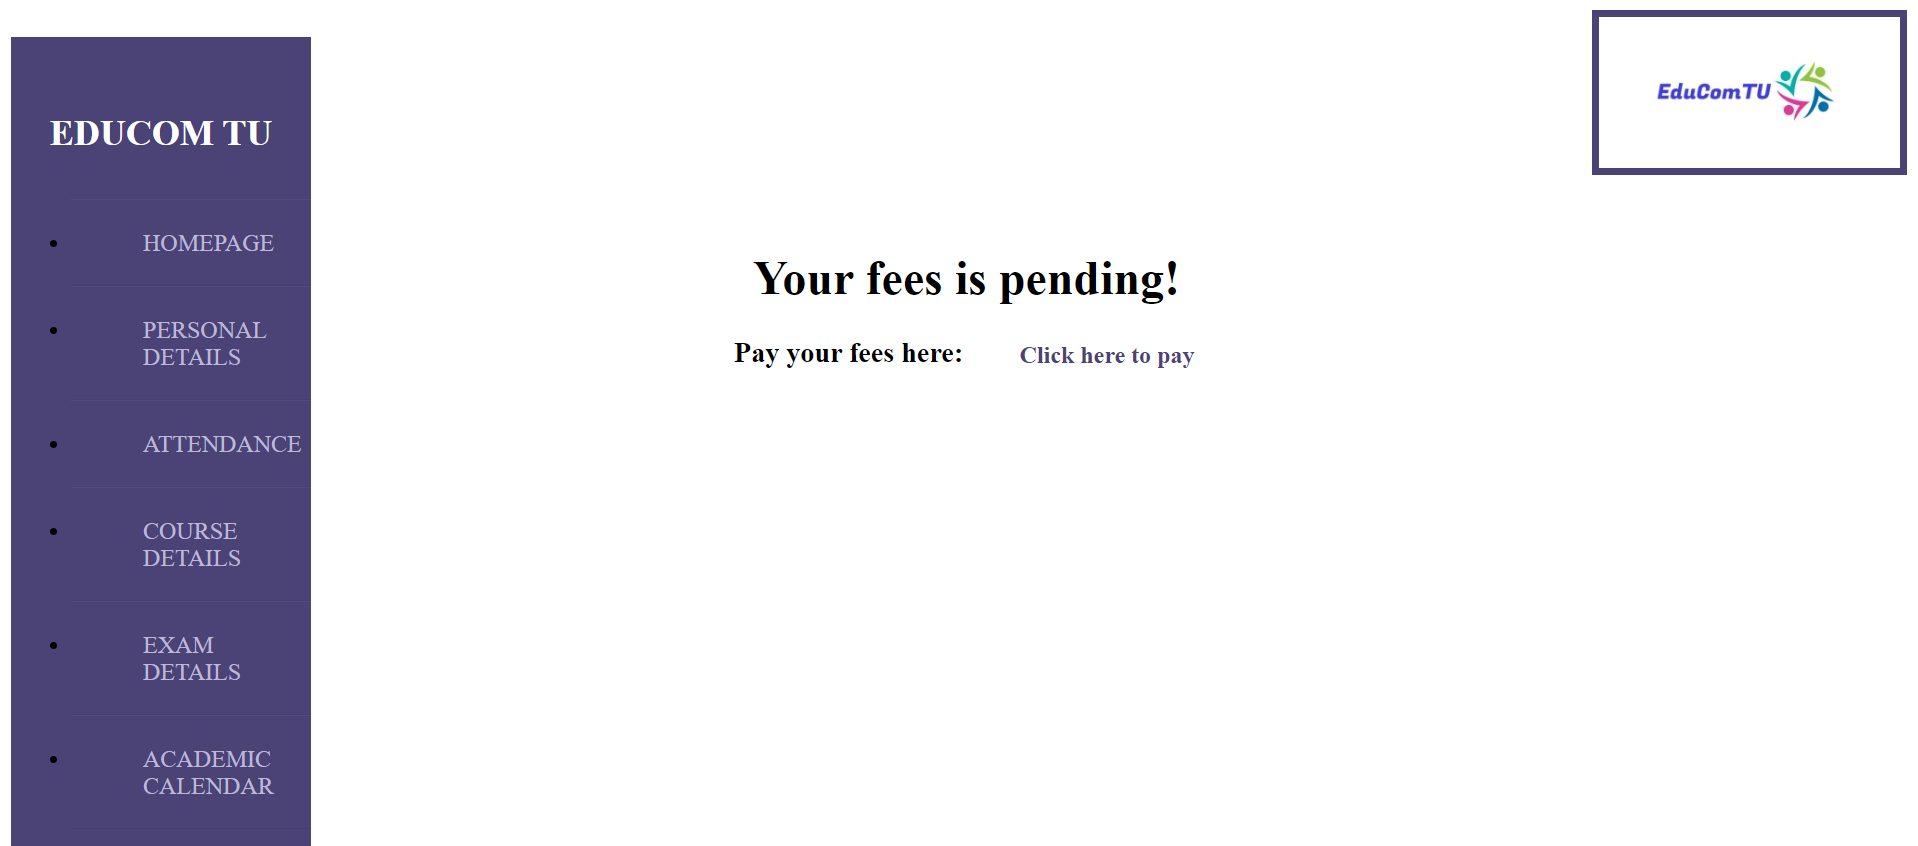 EDUCOM TU
HOMEPAGE
PERSONAL
DETAILS
ATTENDANCE
COURSE
DETAILS
EXAM
DETAILS
ACADEMIC
CALENDAR
EduComTU
Your fees is pending!
Pay your fees here: Click here to pay